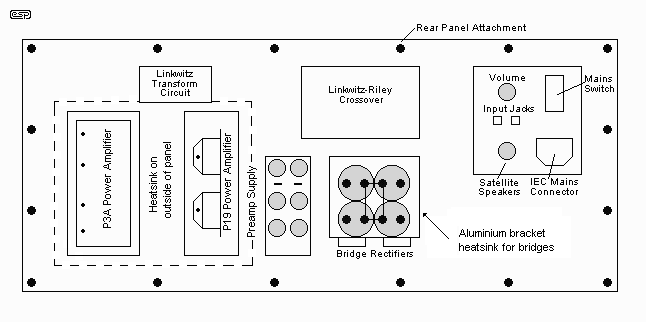 esp
Rear Panel Attachment
Linkwitz
Transform
Circuit
Linkwitz-Riley
Crossover
Volume
Mains
Switch
Input Jacks
P3A Power Amplifier
Heatsink on
outside of panel
P19 Power Amplifier
Preamp Supply
Satellite
Speakers
IEC Mains
Connector
Bridge Rectifiers
Aluminium bracket
heatsink for bridges